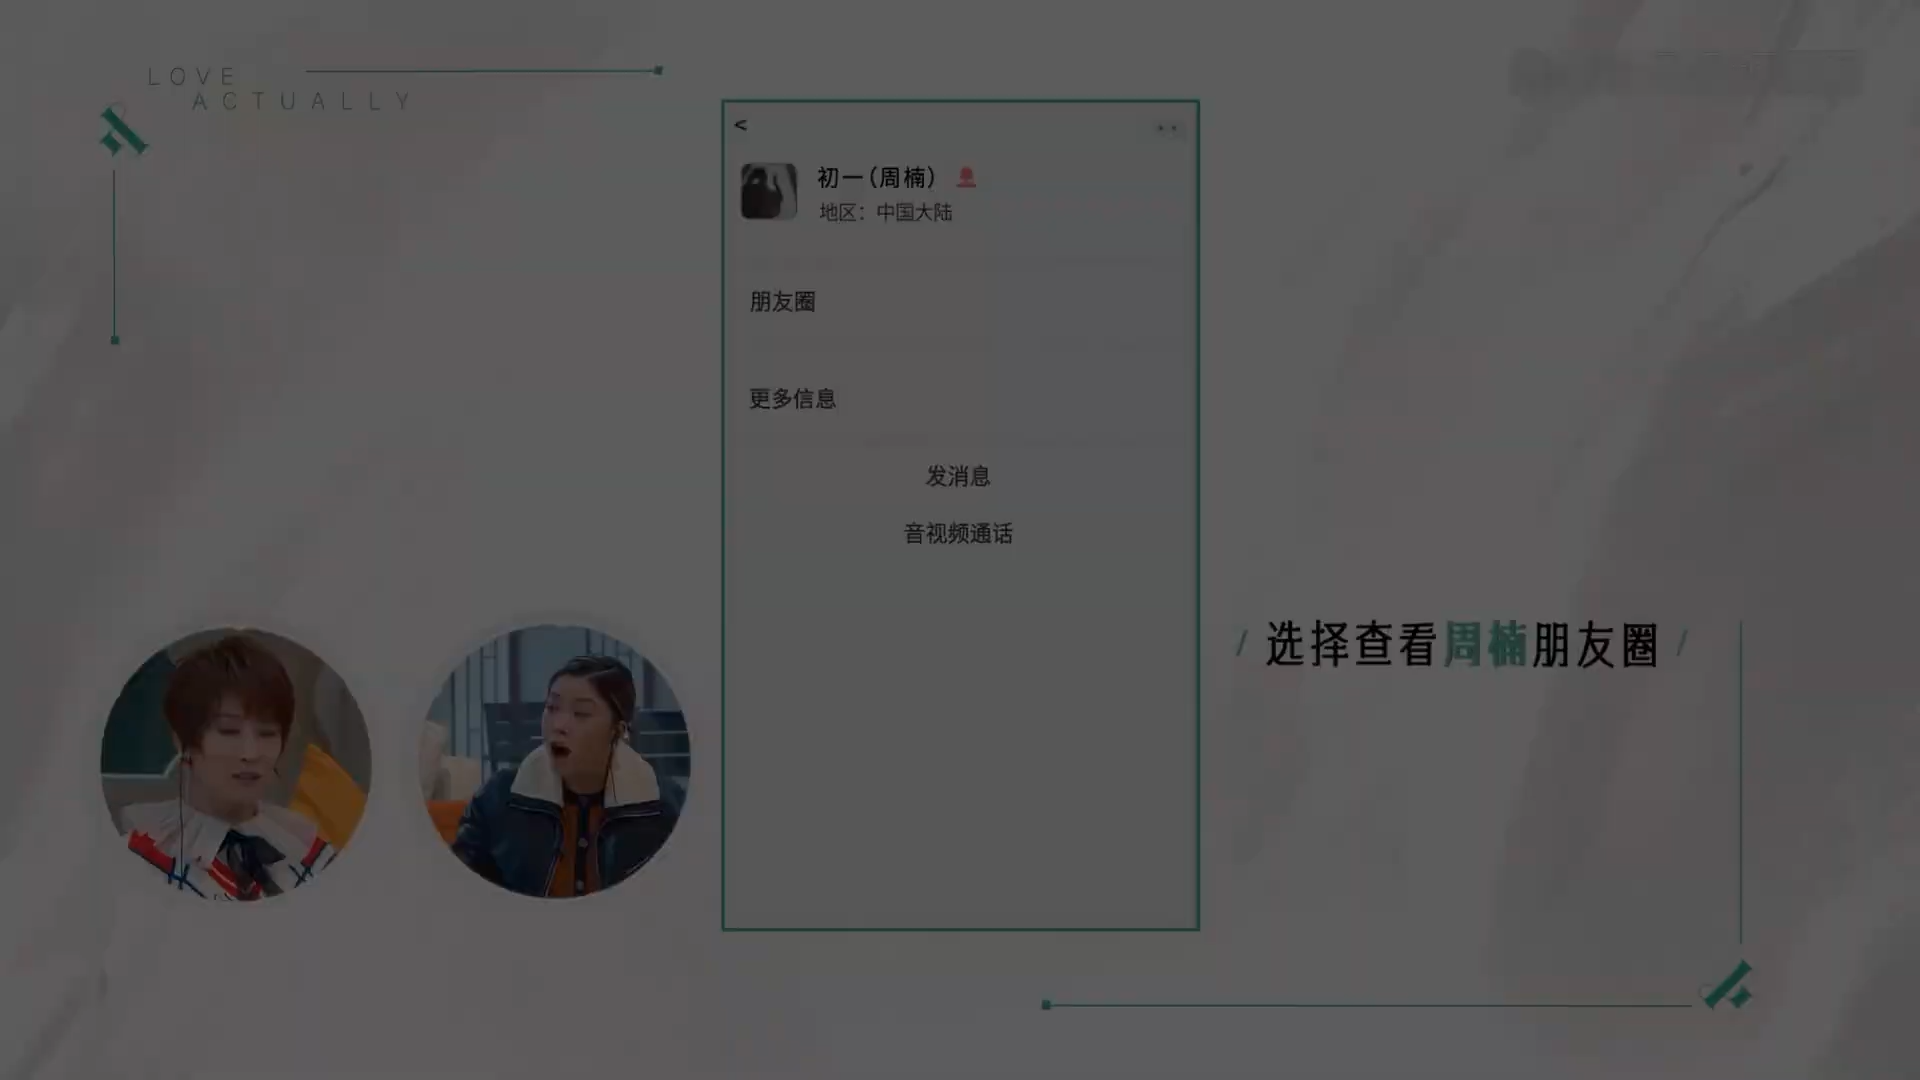 LOVE
ACTUALLY
<
初一(周楠)
地区：中国大陆
朋友圈
更多信息
发消息
音视频通话
/ 选择查看周楠朋友圈 /